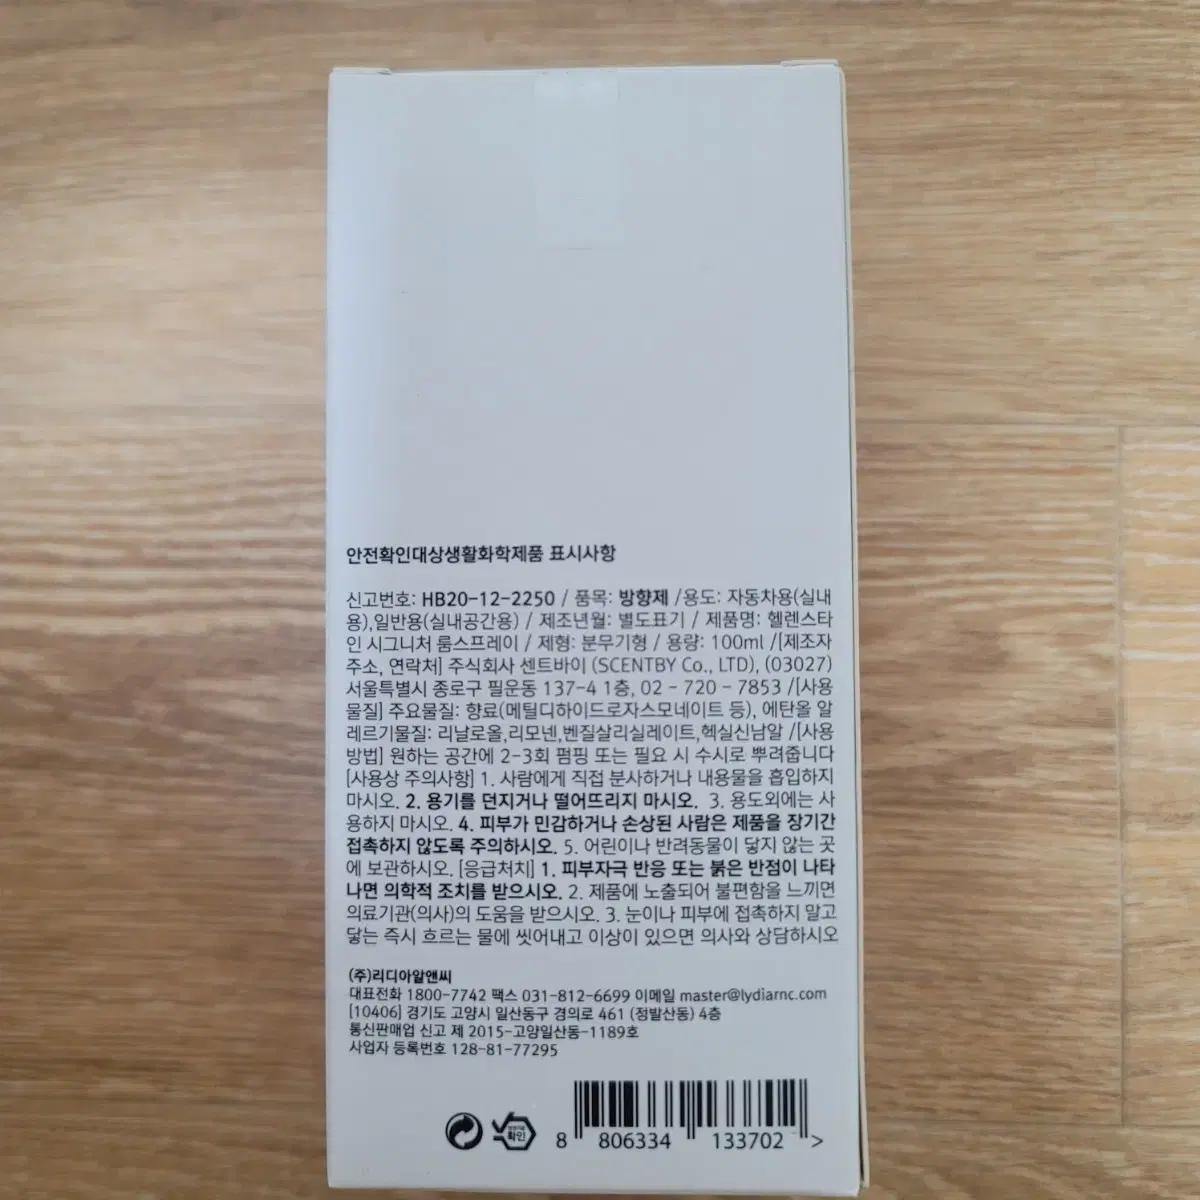 안전확인대상생활화학제품 표시사항
신고번호: HB20-12-2250 / 품목: 방향제 /용도: 자동차용(실내
용),일반용(실내공간용) / 제조년월: 별도표기 / 제품명: 헬렌스타
인 시그니처 룸스프레이 / 제형: 분무기형 / 용량: 100ml /[제조자
주소, 연락처] 주식회사 센트바이 (SCENTBY Co., LTD), (03027)
서울특별시 종로구 필운동 137-4 1층, 02 - 720 - 7853 /[사용
물질] 주요물질: 향료(메틸디하이드로자스모네이트 등), 에탄올 알
레르기물질: 리날로올,리모넨,벤질살리실레이트,헥실신남알 /[사용
방법] 원하는 공간에 2-3회 펌핑 또는 필요 시 수시로 뿌려줍니다
[사용상 주의사항] 1. 사람에게 직접 분사하거나 내용물을 흡입하지
마시오. 2. 용기를 던지거나 떨어뜨리지 마시오. 3. 용도외에는 사
용하지 마시오. 4. 피부가 민감하거나 손상된 사람은 제품을 장기간
접촉하지 않도록 주의하시오. 5. 어린이나 반려동물이 닿지 않는 곳
에 보관하시오. [응급처치] 1. 피부자극 반응 또는 붉은 반점이 나타
나면 의학적 조치를 받으시오. 2. 제품에 노출되어 불편함을 느끼면
의료기관(의사)의 도움을 받으시오. 3. 눈이나 피부에 접촉하지 말고
닿는 즉시 흐르는 물에 씻어내고 이상이 있으면 의사와 상담하시오
(주)리디아알앤씨
대표전화 1800-7742 팩스 031-812-6699 이메일 master@lydiarnc.com
[10406] 경기도 고양시 일산동구 경의로 461 (정발산동) 4층
통신판매업 신고 제 2015-고양일산동-1189호
사업자 등록번호 128-81-77295
확인
8 806334 133702 >